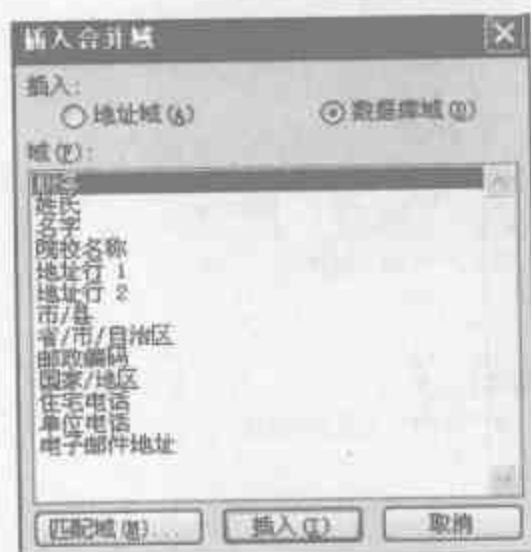 插入合并域
插入:
地址域(A) 数据库域(D)
域(F):
职务
姓氏
名字
院校名称
地址行 1
地址行 2
市/县
省/市/自治区
邮政编码
国家/地区
住宅电话
单位电话
电子邮件地址
匹配域(M)... 插入(I) 取消